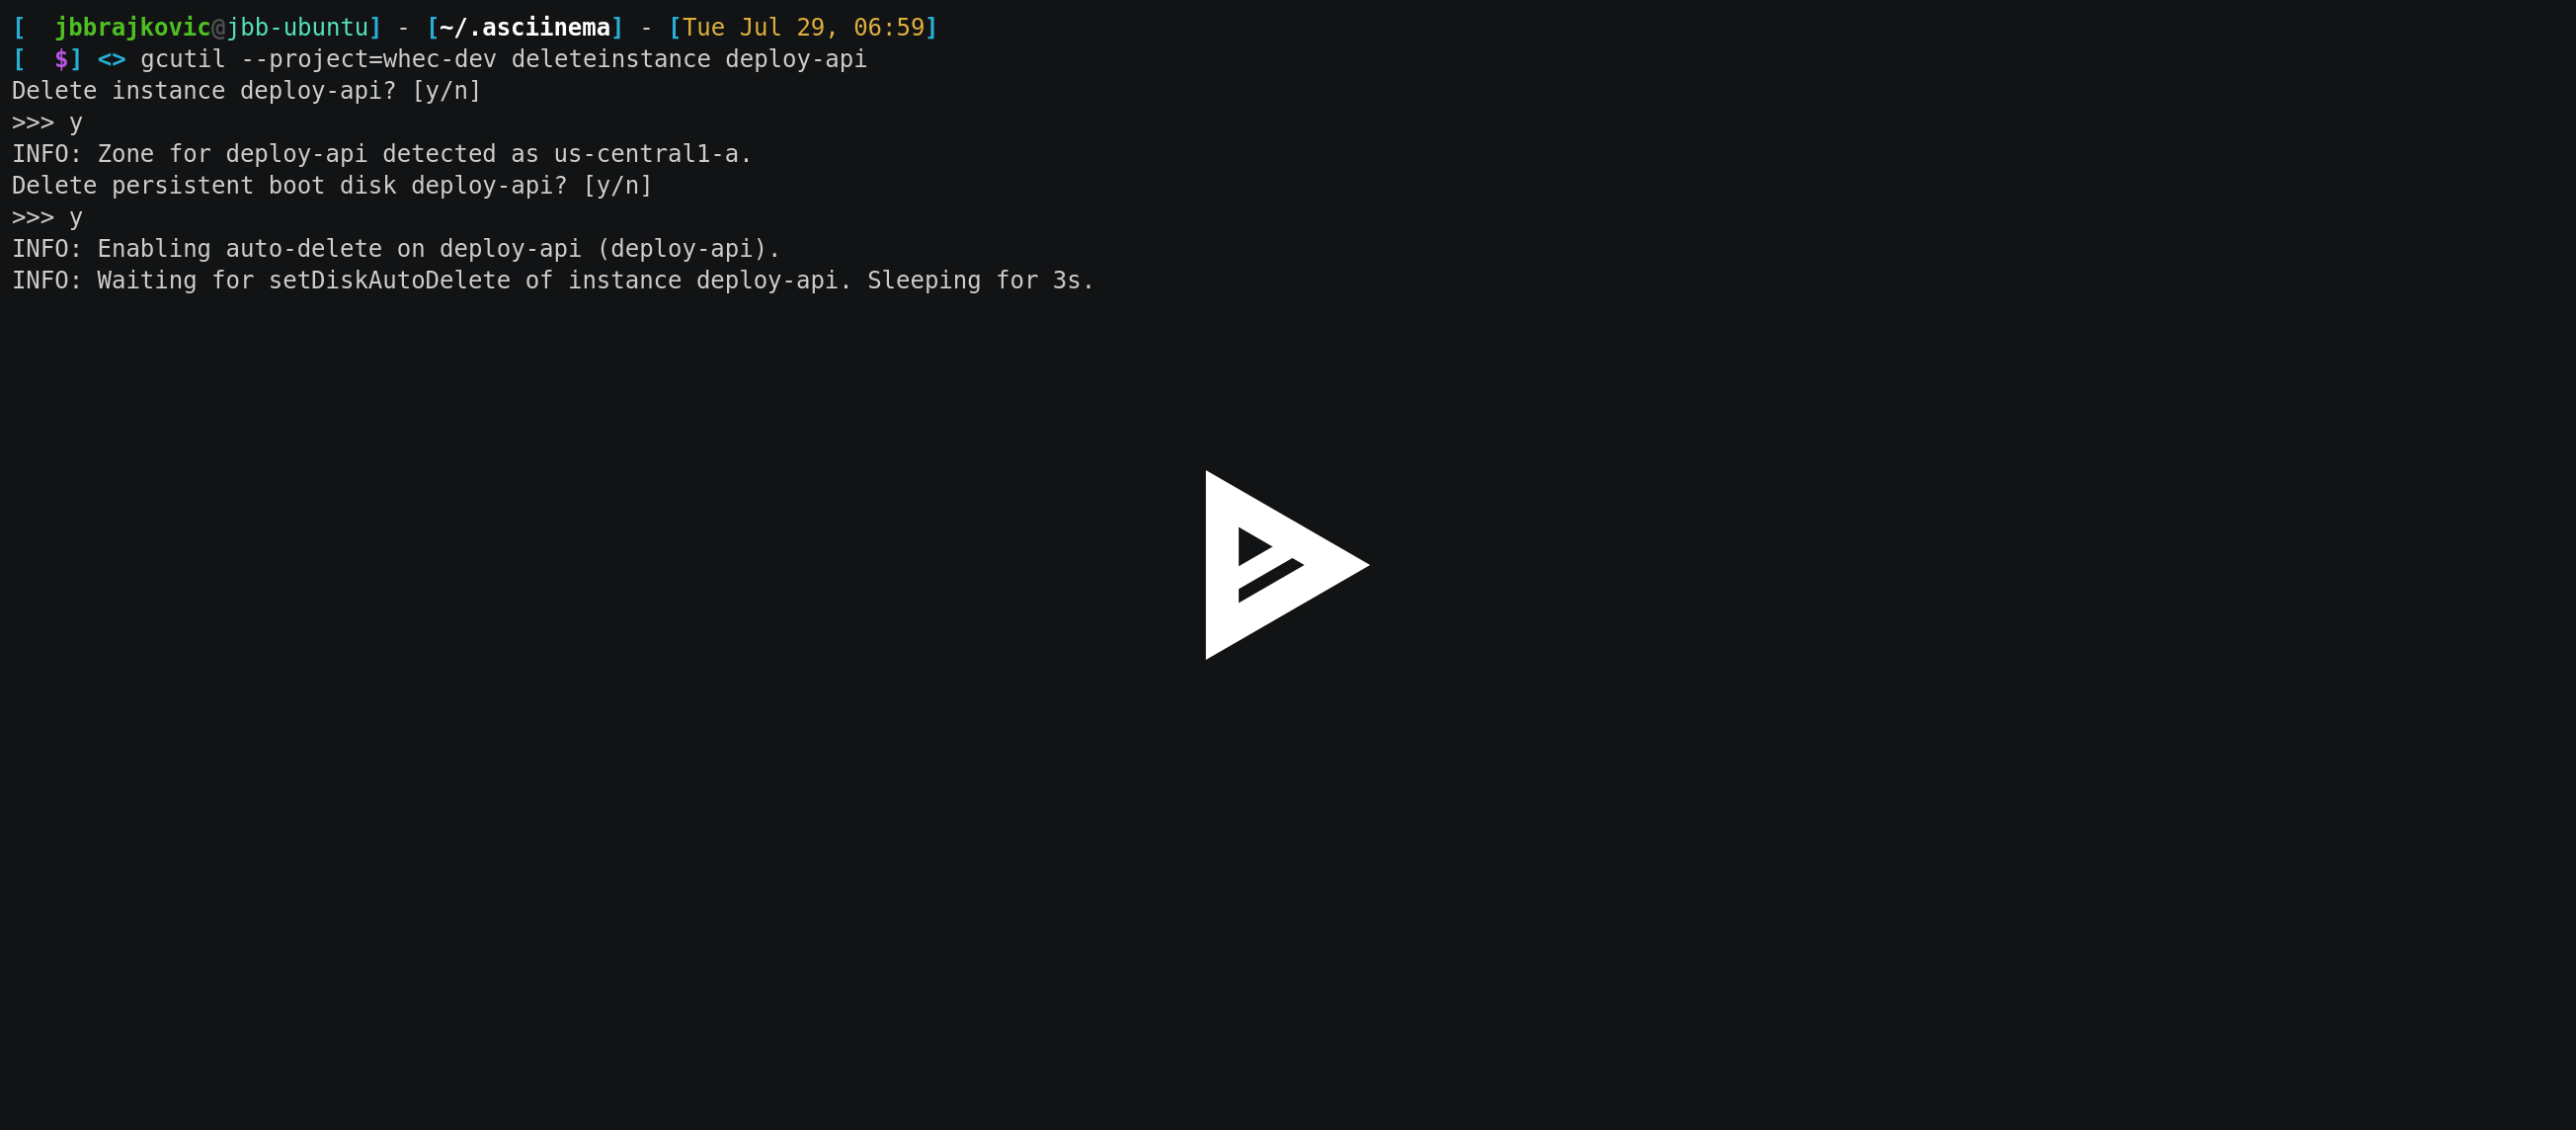 [  jbbrajkovic@jbb-ubuntu] - [~/.asciinema] - [Tue Jul 29, 06:59]
[  $] <> gcutil --project=whec-dev deleteinstance deploy-api
Delete instance deploy-api? [y/n]
>>> y
INFO: Zone for deploy-api detected as us-central1-a.
Delete persistent boot disk deploy-api? [y/n]
>>> y
INFO: Enabling auto-delete on deploy-api (deploy-api).
INFO: Waiting for setDiskAutoDelete of instance deploy-api. Sleeping for 3s.